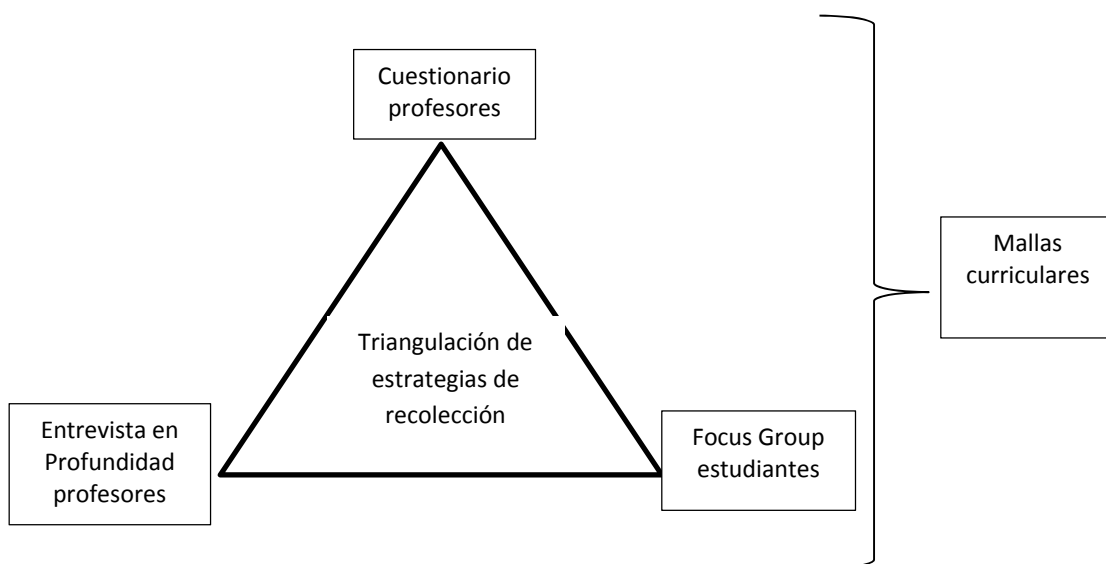 Cuestionario
profesores
Mallas
curriculares
Triangulación de
estrategias de
recolección
Entrevista en
Profundidad
profesores
Focus Group
estudiantes